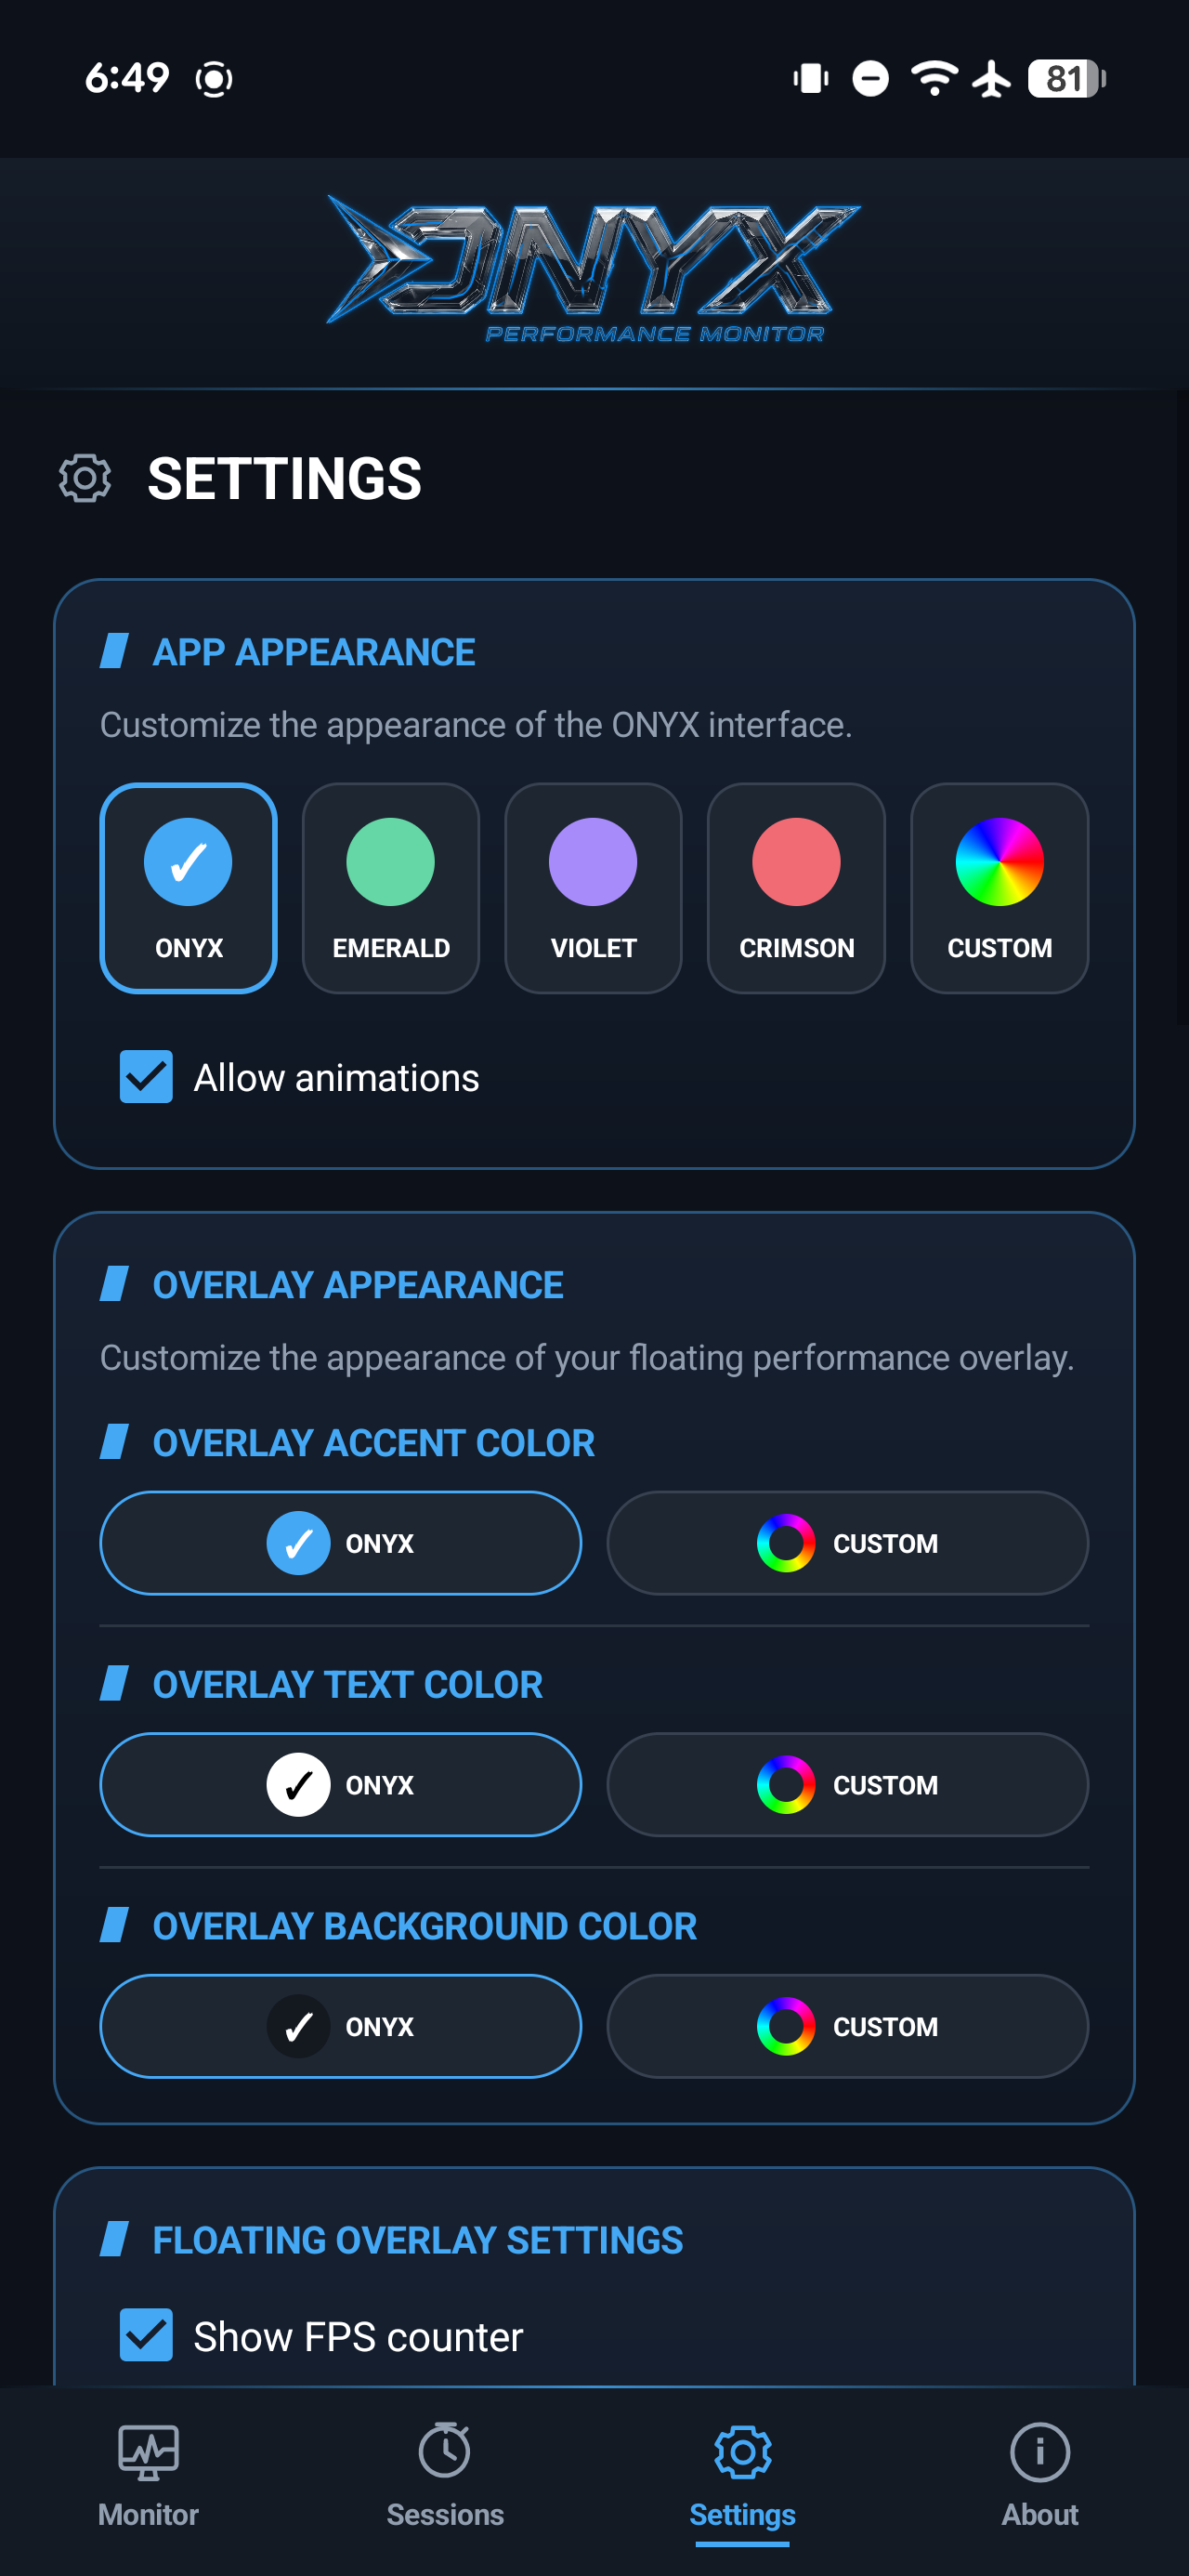 6:49
81
ONYX
PERFORMANCE MONITOR
SETTINGS
APP APPEARANCE
Customize the appearance of the ONYX interface.
ONYX EMERALD VIOLET CRIMSON CUSTOM
Allow animations
OVERLAY APPEARANCE
Customize the appearance of your floating performance overlay.
OVERLAY ACCENT COLOR
ONYX CUSTOM
OVERLAY TEXT COLOR
ONYX CUSTOM
OVERLAY BACKGROUND COLOR
ONYX CUSTOM
FLOATING OVERLAY SETTINGS
Show FPS counter
Monitor Sessions Settings About